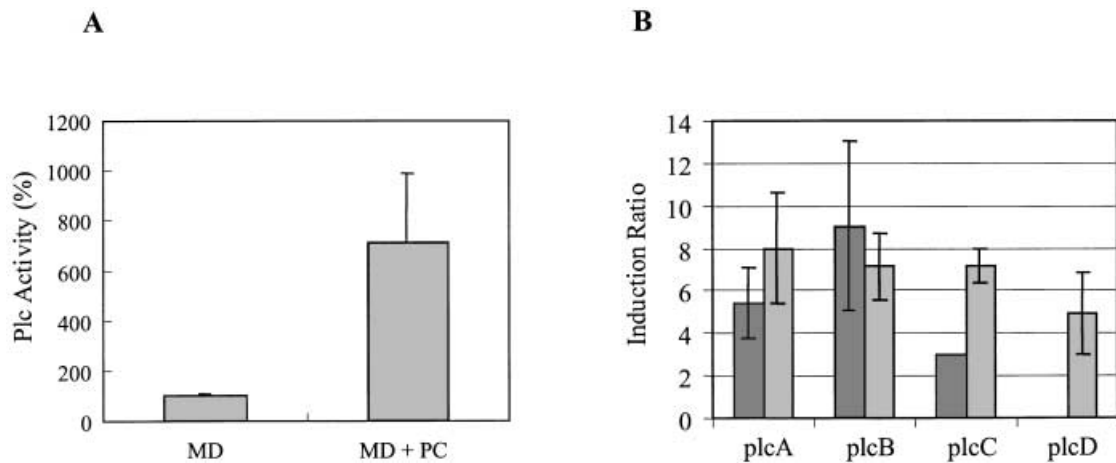 A
B
Plc Activity (%)
1200
1000
800
600
400
200
0
MD
MD + PC
Induction Ratio
14
12
10
8
6
4
2
0
plcA
plcB
plcC
plcD